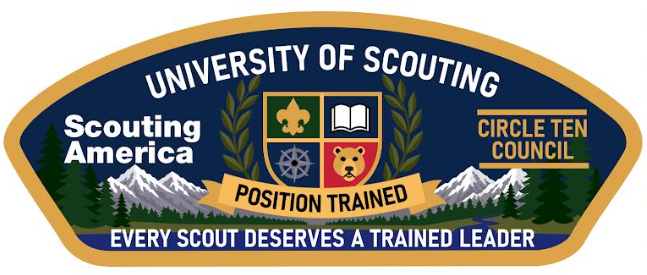 UNIVERSITY OF SCOUTING
Scouting
America
CIRCLE TEN
COUNCIL
POSITION TRAINED
EVERY SCOUT DESERVES A TRAINED LEADER